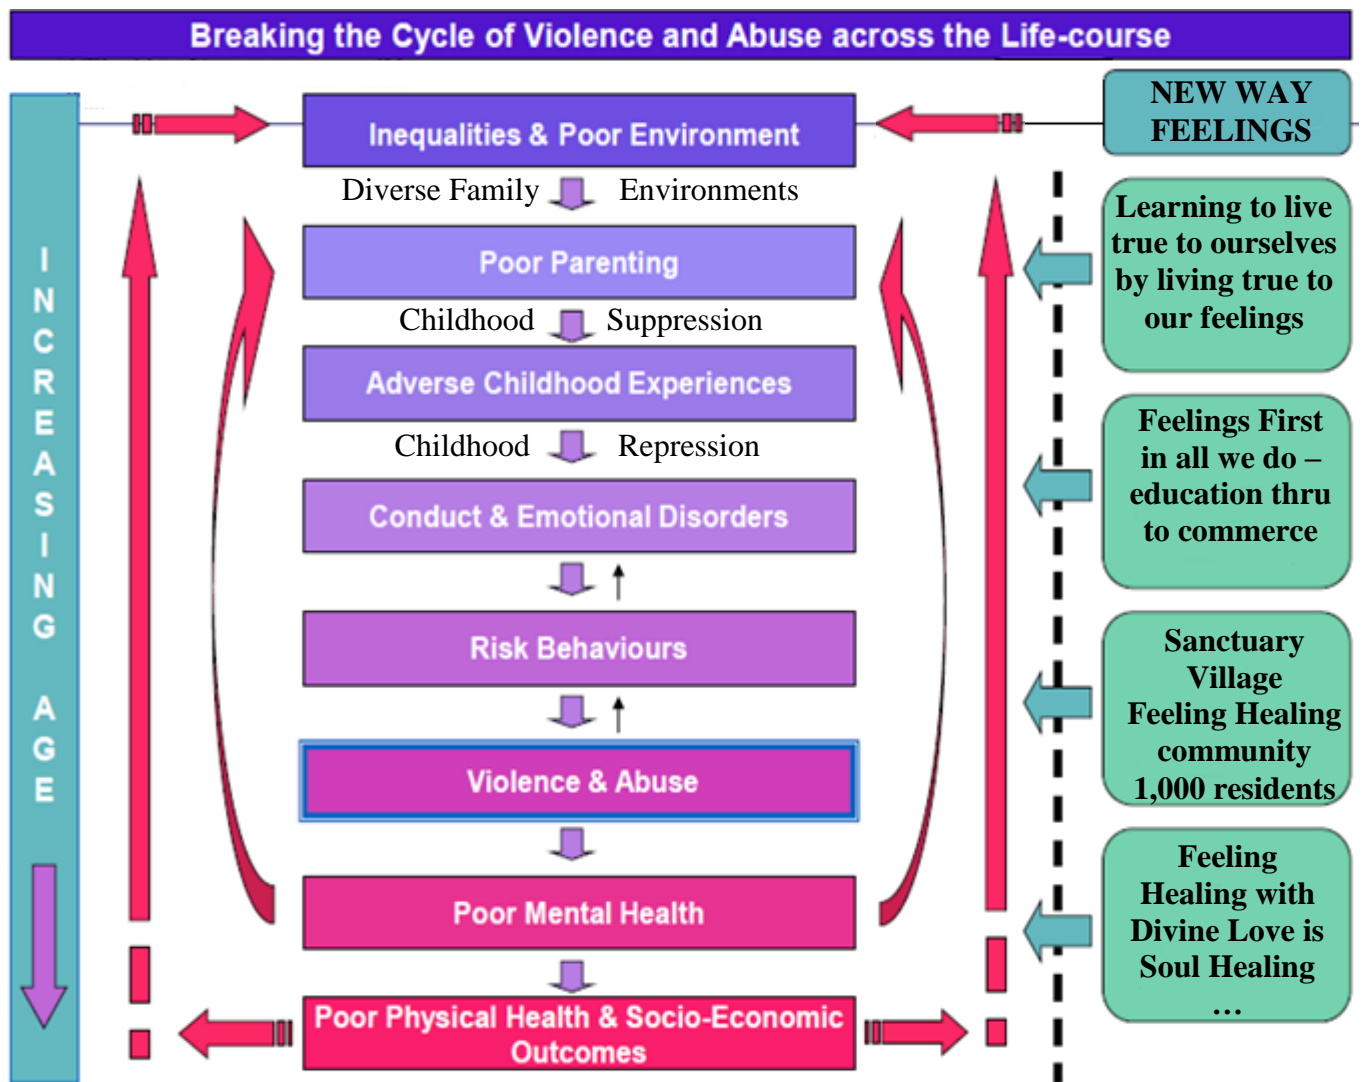 Breaking the Cycle of Violence and Abuse across the Life-course
INCREASING AGE
Inequalities & Poor Environment
Diverse Family Environments
Poor Parenting
Childhood Suppression
Adverse Childhood Experiences
Childhood Repression
Conduct & Emotional Disorders
Risk Behaviours
Violence & Abuse
Poor Mental Health
Poor Physical Health & Socio-Economic
Outcomes
NEW WAY
FEELINGS
Learning to live
true to ourselves
by living true to
our feelings
Feelings First
in all we do –
education thru
to commerce
Sanctuary
Village
Feeling Healing
community
1,000 residents
Feeling
Healing with
Divine Love is
Soul Healing
…